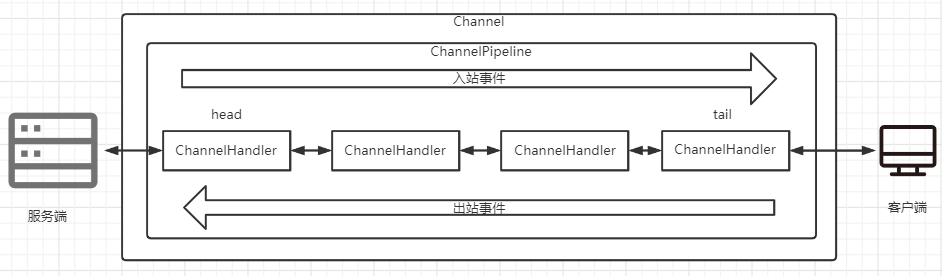 Channel
ChannelPipeline
入站事件
head
tail
ChannelHandler
ChannelHandler
ChannelHandler
ChannelHandler
出站事件
服务端
客户端